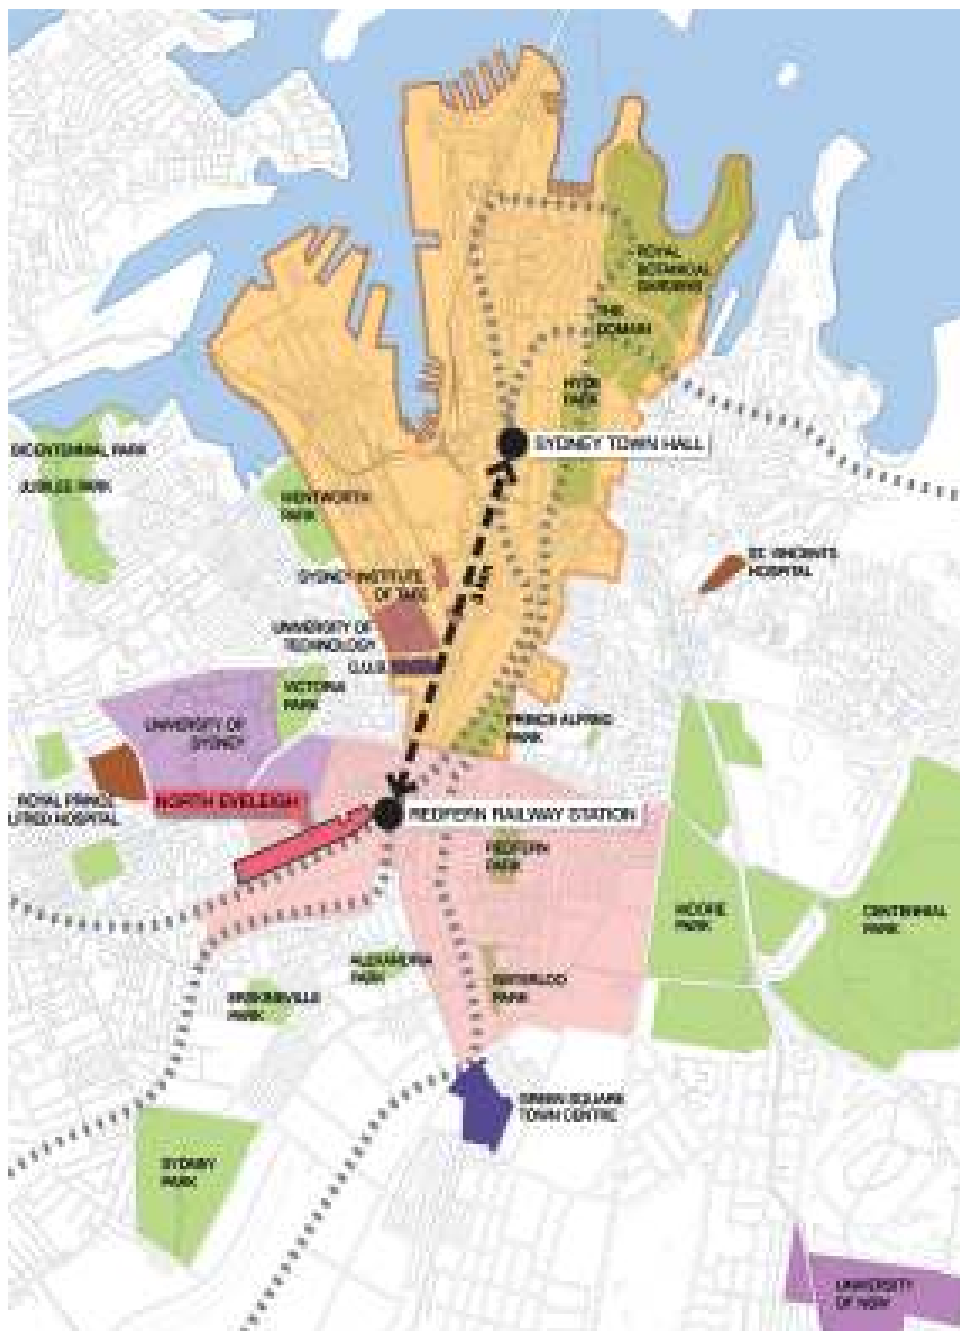 ROYAL
BOTANICAL
GARDENS
THE
DOMAIN
HYDE
PARK
SYDNEY TOWN HALL
BICENTENNIAL PARK
JUBILEE PARK
WENTWORTH
PARK
ST VINCENTS
HOSPITAL
SYDNEY INSTITUTE
OF TAFE
UNIVERSITY OF
TECHNOLOGY
C.U.B
VICTORIA
PARK
UNIVERSITY OF
SYDNEY
PRINCE ALFRED
PARK
ROYAL PRINCE
ALFRED HOSPITAL
NORTH EVELEIGH
REDFERN RAILWAY STATION
REDFERN
PARK
MOORE
PARK
CENTENNIAL
PARK
ALEXANDRIA
PARK
ERSKINEVILLE
PARK
WATERLOO
PARK
GREEN SQUARE
TOWN CENTRE
SYDNEY
PARK
UNIVERSITY
OF NSW